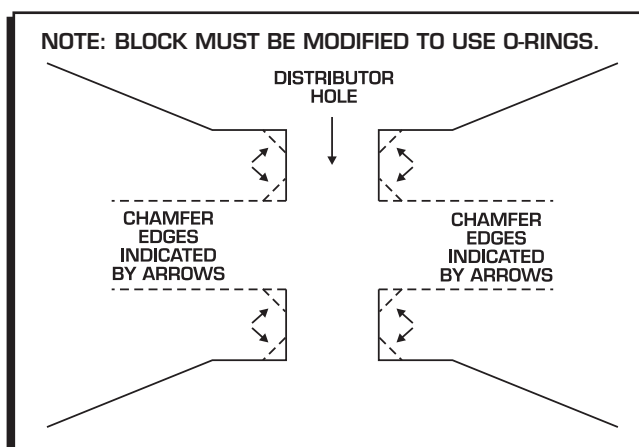 NOTE: BLOCK MUST BE MODIFIED TO USE O-RINGS.
DISTRIBUTOR
HOLE
CHAMFER
EDGES
INDICATED
BY ARROWS
CHAMFER
EDGES
INDICATED
BY ARROWS